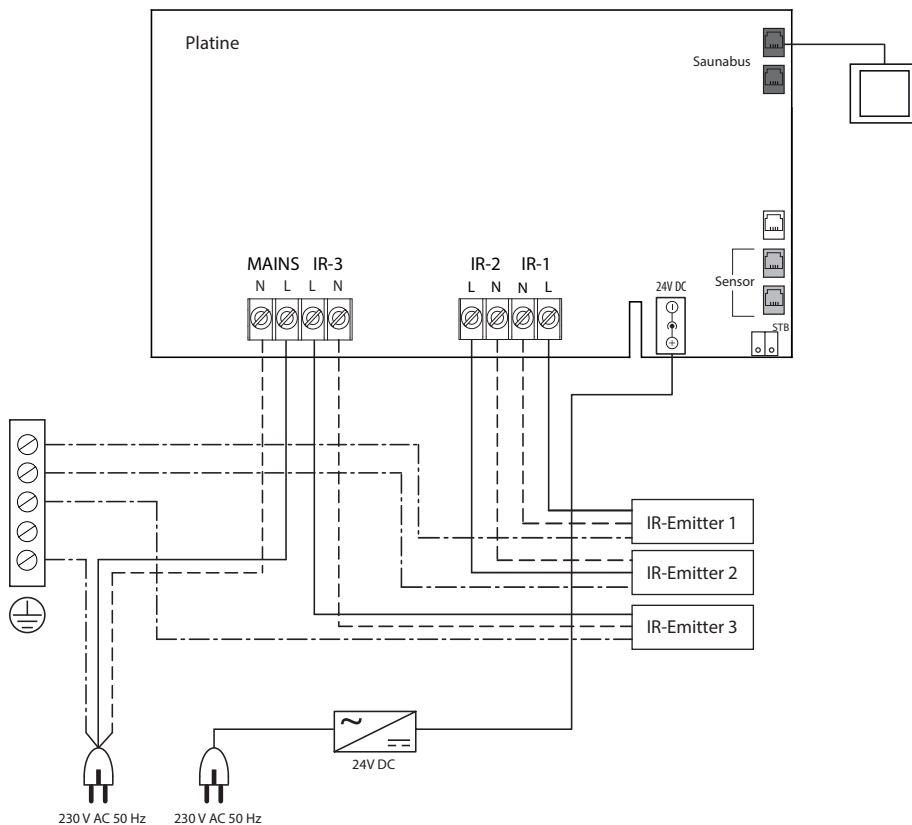 Platine
Saunabus
MAINS IR-3
N L L N
IR-2 IR-1
L N N L
24V DC
Sensor
STB
IR-Emitter 1
IR-Emitter 2
IR-Emitter 3
24V DC
230 V AC 50 Hz
230 V AC 50 Hz